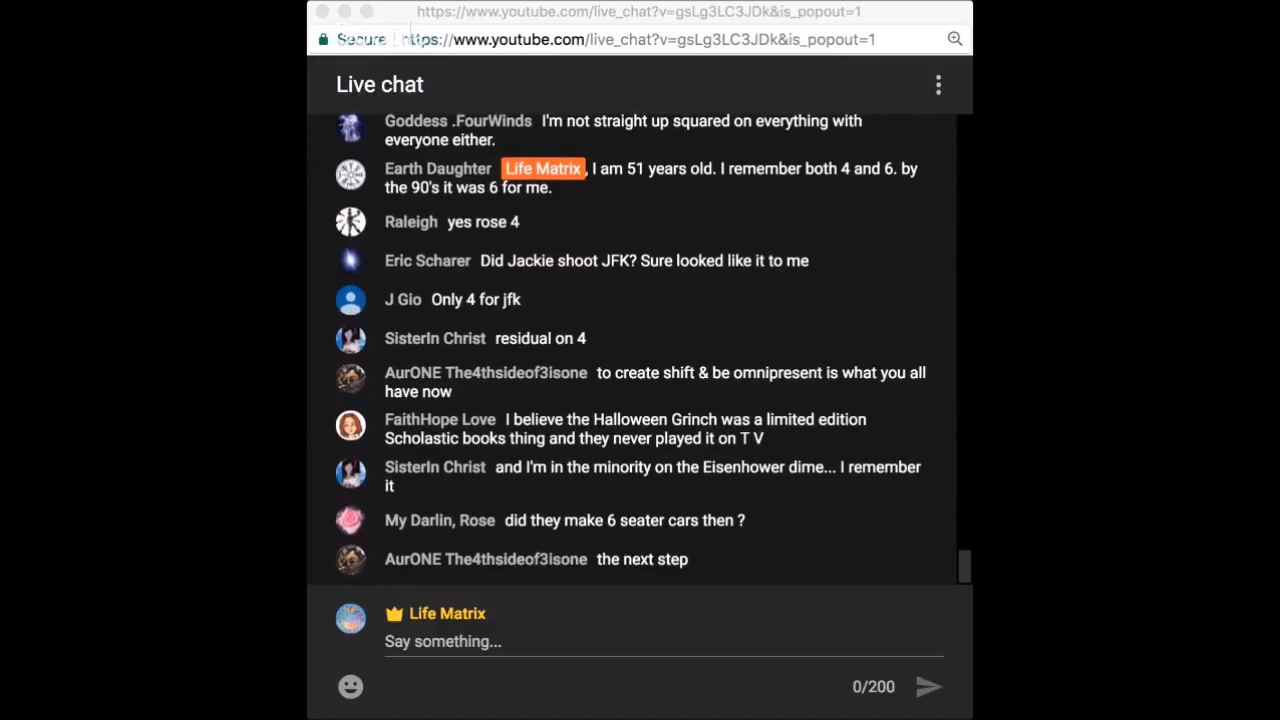 https://www.youtube.com/live_chat?v=gsLg3LC3JDk&is_popout=1
Secure https://www.youtube.com/live_chat?v=gsLg3LC3JDk&is_popout=1
Live chat
Goddess .FourWinds I'm not straight up squared on everything with
everyone either.
Earth Daughter Life Matrix, I am 51 years old. I remember both 4 and 6. by
the 90's it was 6 for me.
Raleigh yes rose 4
Eric Scharer Did Jackie shoot JFK? Sure looked like it to me
J Gio Only 4 for jfk
SisterIn Christ residual on 4
AurONE The4thsideof3isone to create shift & be omnipresent is what you all
have now
FaithHope Love I believe the Halloween Grinch was a limited edition
Scholastic books thing and they never played it on T V
SisterIn Christ and I'm in the minority on the Eisenhower dime... I remember
it
My Darlin, Rose did they make 6 seater cars then ?
AurONE The4thsideof3isone the next step
Life Matrix
Say something...
0/200